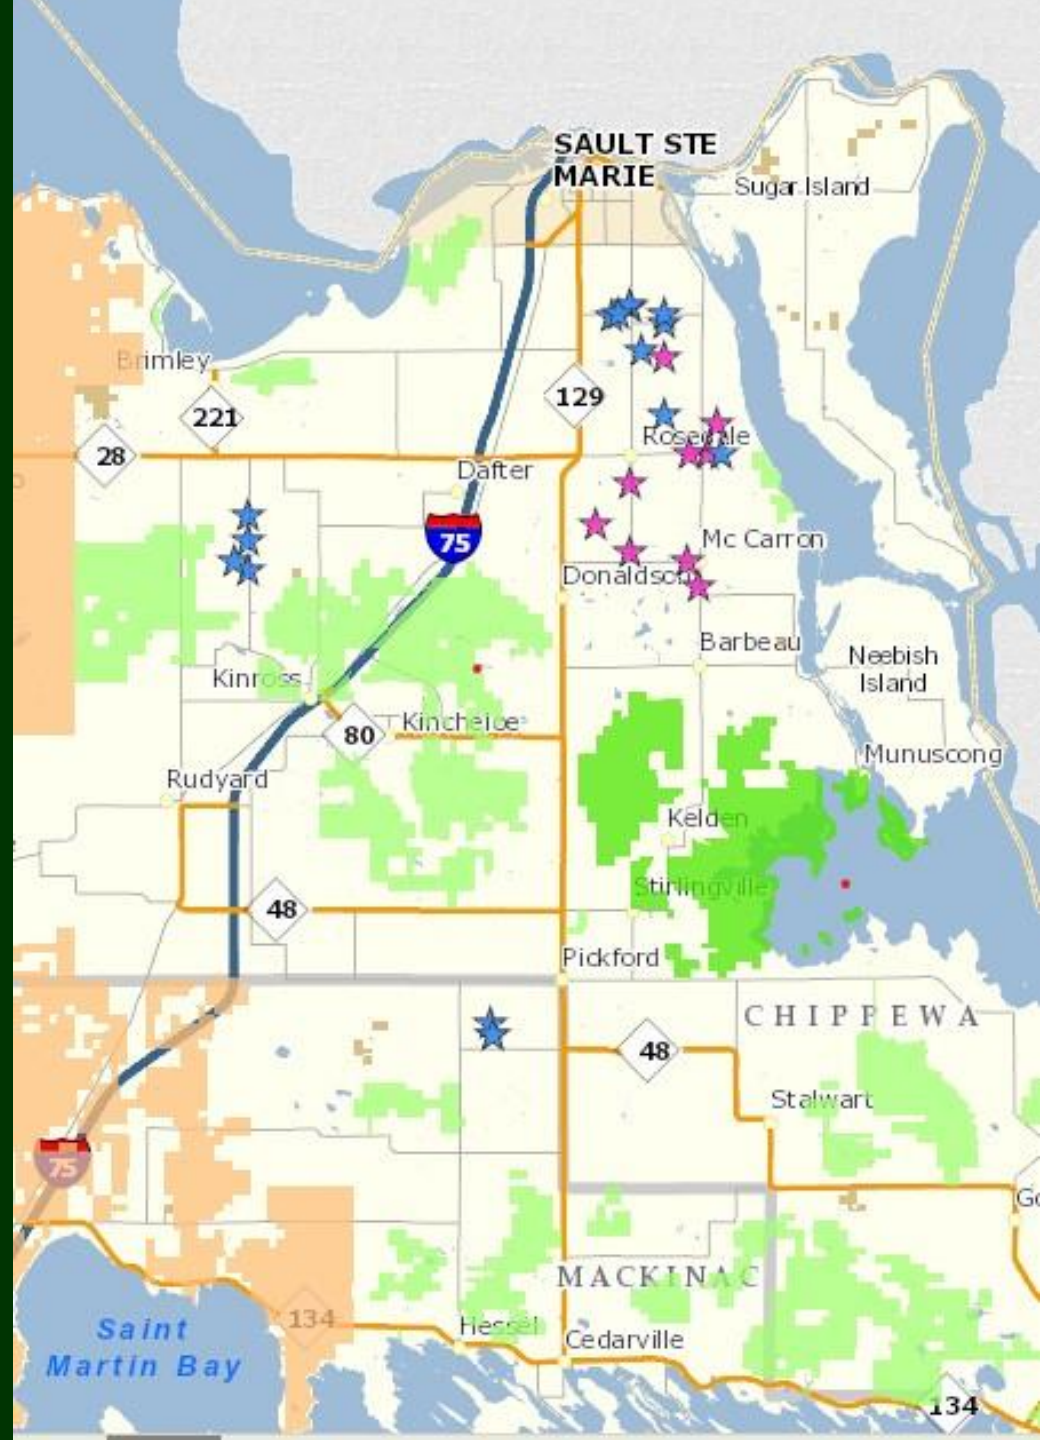 SAULT STE
MARIE
Sugar Island
Brimley
221
129
28
Rosedale
Dafter
75
Mc Carron
Donaldson
Barbeau
Neebish
Island
Kinross
80
Kincheloe
Munuscong
Rudyard
Kelden
Stirlingville
48
Pickford
CHIPPEWA
48
Stalwart
75
Go
MACKINAC
134
Saint
Martin Bay
Hessel
Cedarville
134